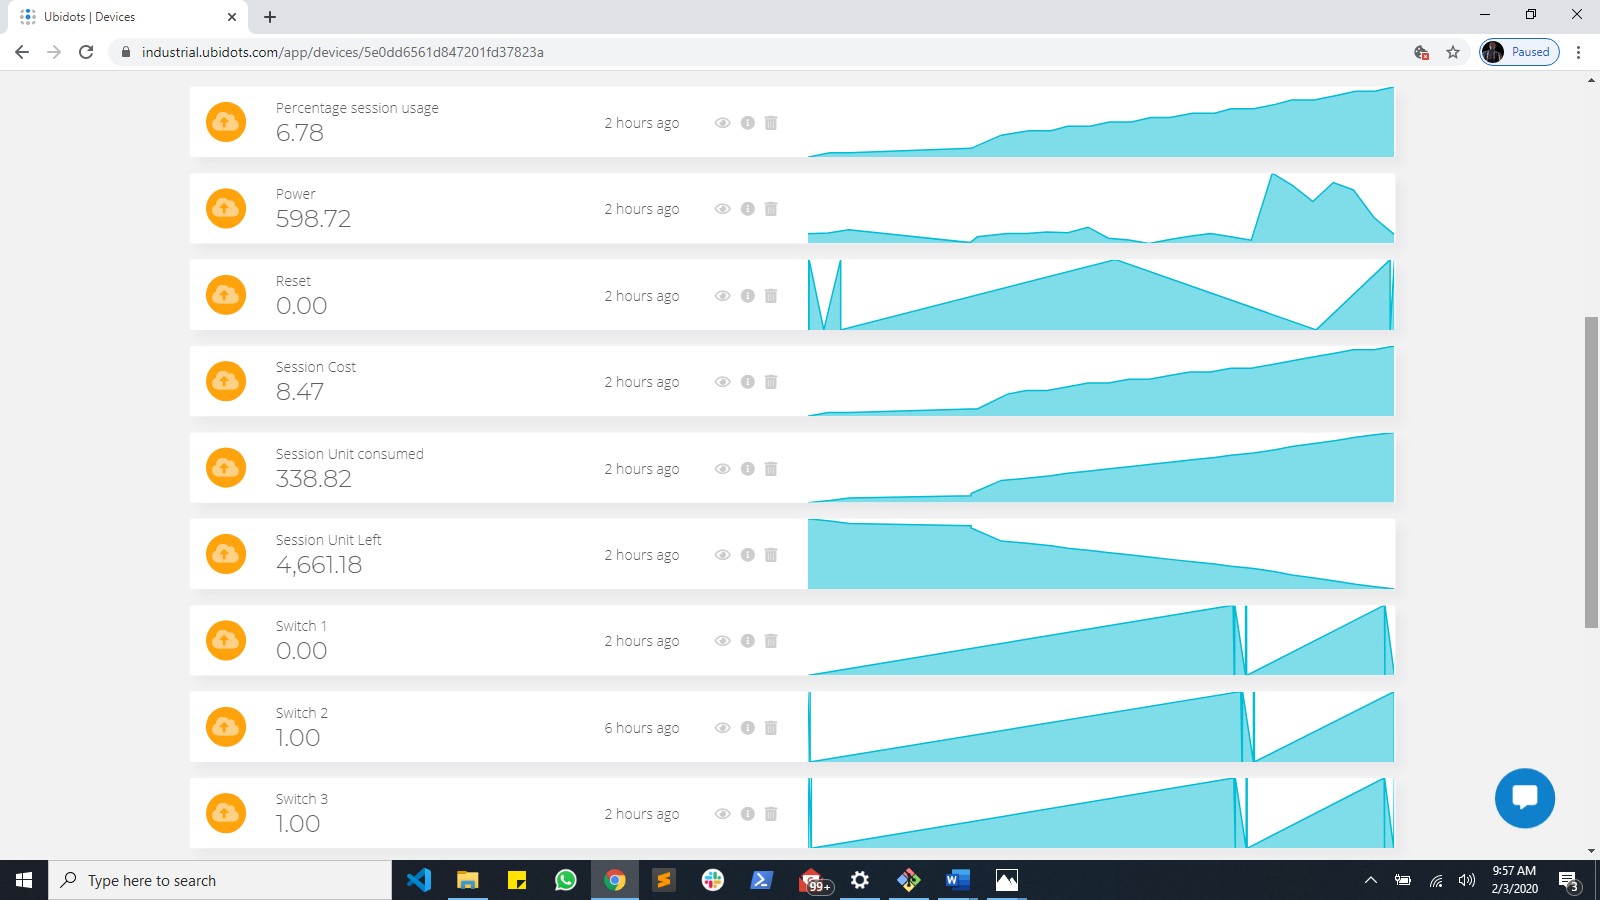 Ubidots | Devices
industrial.ubidots.com/app/devices/5e0dd6561d847201fd37823a
Paused
Percentage session usage
6.78
2 hours ago
Power
598.72
2 hours ago
Reset
0.00
2 hours ago
Session Cost
8.47
2 hours ago
Session Unit consumed
338.82
2 hours ago
Session Unit Left
4,661.18
2 hours ago
Switch 1
0.00
2 hours ago
Switch 2
1.00
6 hours ago
Switch 3
1.00
2 hours ago
Type here to search
99+
9:57 AM
2/3/2020
3